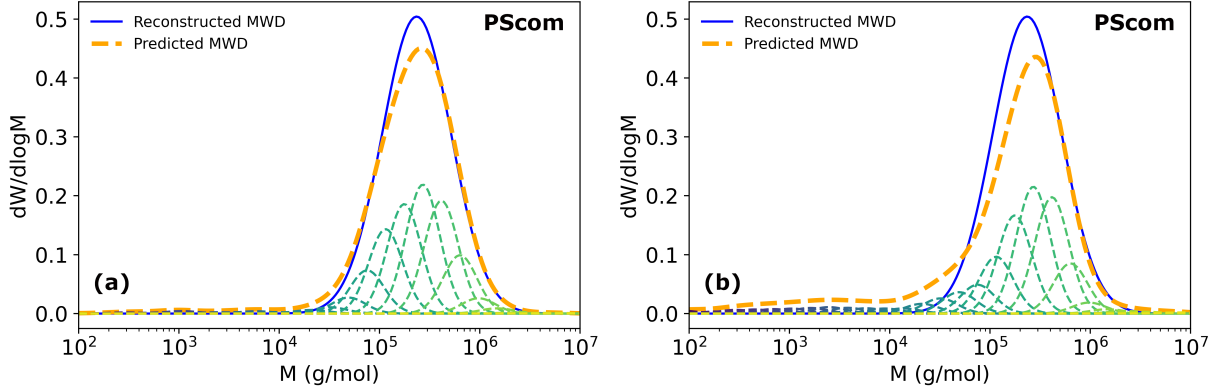 Reconstructed MWD
Predicted MWD
PScom
(a)
dW/dlogM
0.5
0.4
0.3
0.2
0.1
0.0
10²
10³
10⁴
10⁵
10⁶
10⁷
M (g/mol)
Reconstructed MWD
Predicted MWD
PScom
(b)
dW/dlogM
0.5
0.4
0.3
0.2
0.1
0.0
10²
10³
10⁴
10⁵
10⁶
10⁷
M (g/mol)